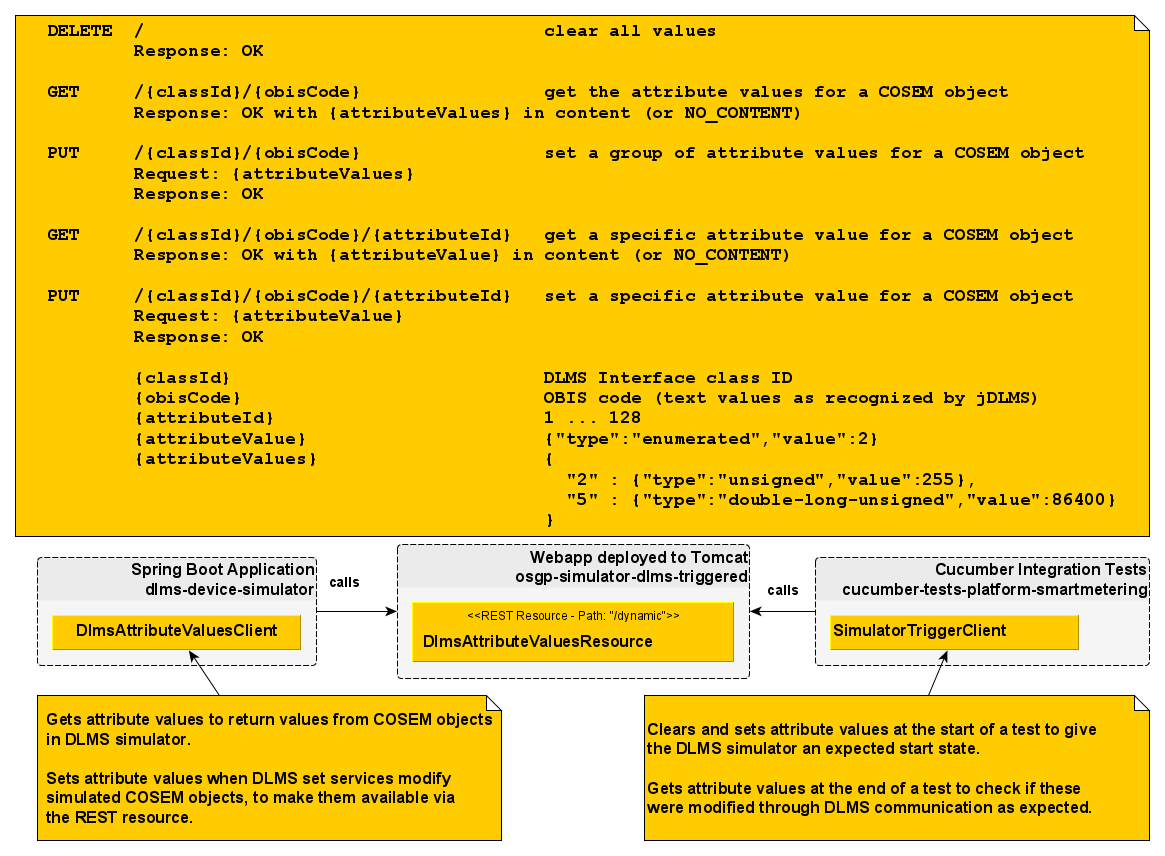 DELETE / clear all values
Response: OK
GET /{classId}/{obisCode} get the attribute values for a COSEM object
Response: OK with {attributeValues} in content (or NO_CONTENT)
PUT /{classId}/{obisCode} set a group of attribute values for a COSEM object
Request: {attributeValues}
Response: OK
GET /{classId}/{obisCode}/{attributeId} get a specific attribute value for a COSEM object
Response: OK with {attributeValue} in content (or NO_CONTENT)
PUT /{classId}/{obisCode}/{attributeId} set a specific attribute value for a COSEM object
Request: {attributeValue}
Response: OK
{classId} DLMS Interface class ID
{obisCode} OBIS code (text values as recognized by jDLMS)
{attributeId} 1 ... 128
{attributeValue} {"type":"enumerated","value":2}
{attributeValues} {
"2" : {"type":"unsigned","value":255},
"5" : {"type":"double-long-unsigned","value":86400}
}
Spring Boot Application
dlms-device-simulator
DlmsAttributeValuesClient
calls
Webapp deployed to Tomcat
osgp-simulator-dlms-triggered
<<REST Resource - Path: "/dynamic">>
DlmsAttributeValuesResource
calls
Cucumber Integration Tests
cucumber-tests-platform-smartmetering
SimulatorTriggerClient
Gets attribute values to return values from COSEM objects
in DLMS simulator.
Sets attribute values when DLMS set services modify
simulated COSEM objects, to make them available via
the REST resource.
Clears and sets attribute values at the start of a test to give
the DLMS simulator an expected start state.
Gets attribute values at the end of a test to check if these
were modified through DLMS communication as expected.